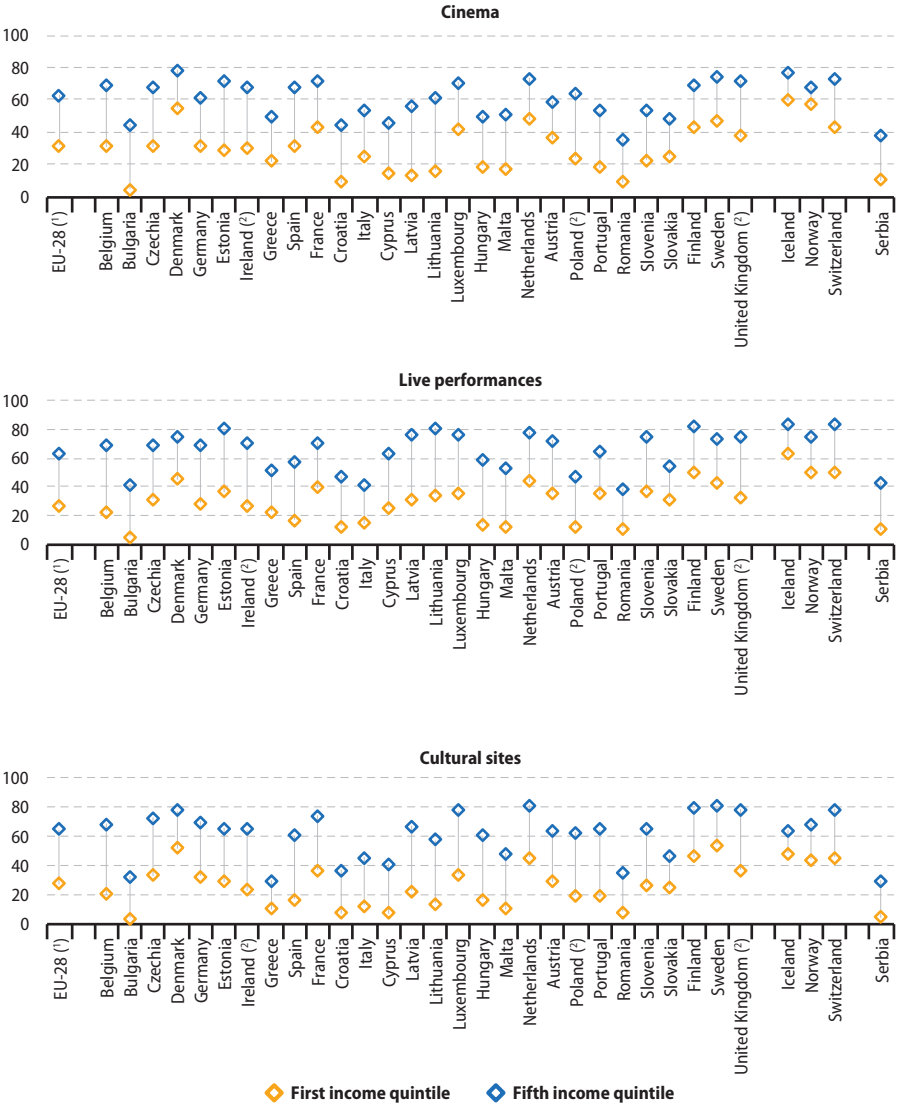 Cinema
100
80
60
40
20
0
EU-28 (¹)
Belgium
Bulgaria
Czechia
Denmark
Germany
Estonia
Ireland (²)
Greece
Spain
France
Croatia
Italy
Cyprus
Latvia
Lithuania
Luxembourg
Hungary
Malta
Netherlands
Austria
Poland (²)
Portugal
Romania
Slovenia
Slovakia
Finland
Sweden
United Kingdom (²)
Iceland
Norway
Switzerland
Serbia
Live performances
100
80
60
40
20
0
EU-28 (¹)
Belgium
Bulgaria
Czechia
Denmark
Germany
Estonia
Ireland (²)
Greece
Spain
France
Croatia
Italy
Cyprus
Latvia
Lithuania
Luxembourg
Hungary
Malta
Netherlands
Austria
Poland (²)
Portugal
Romania
Slovenia
Slovakia
Finland
Sweden
United Kingdom (²)
Iceland
Norway
Switzerland
Serbia
Cultural sites
100
80
60
40
20
0
EU-28 (¹)
Belgium
Bulgaria
Czechia
Denmark
Germany
Estonia
Ireland (²)
Greece
Spain
France
Croatia
Italy
Cyprus
Latvia
Lithuania
Luxembourg
Hungary
Malta
Netherlands
Austria
Poland (²)
Portugal
Romania
Slovenia
Slovakia
Finland
Sweden
United Kingdom (²)
Iceland
Norway
Switzerland
Serbia
First income quintile
Fifth income quintile